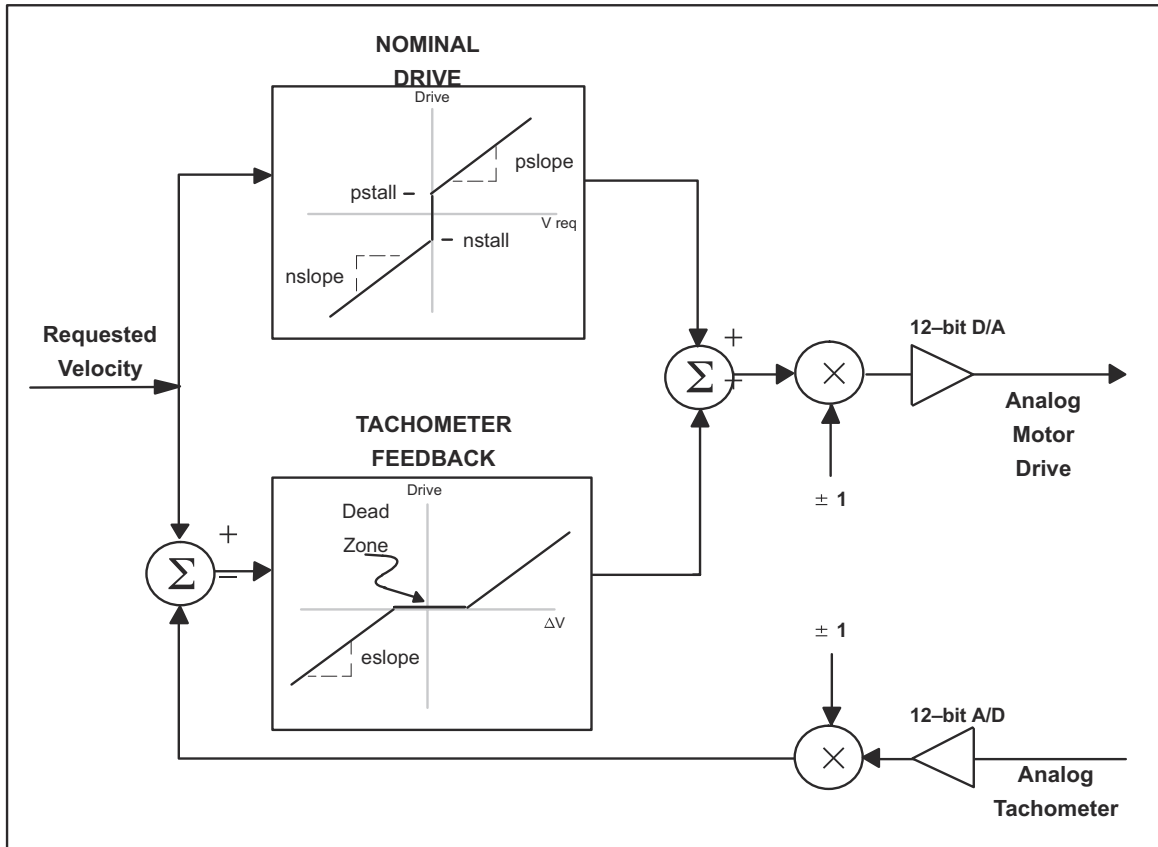 NOMINAL
DRIVE
Drive
pslope
pstall
V req
nstall
nslope
Requested
Velocity
+
Σ
+
×
12–bit D/A
Analog
Motor
Drive
± 1
TACHOMETER
FEEDBACK
Drive
Dead
Zone
+
Σ
−
ΔV
eslope
± 1
12–bit A/D
×
Analog
Tachometer